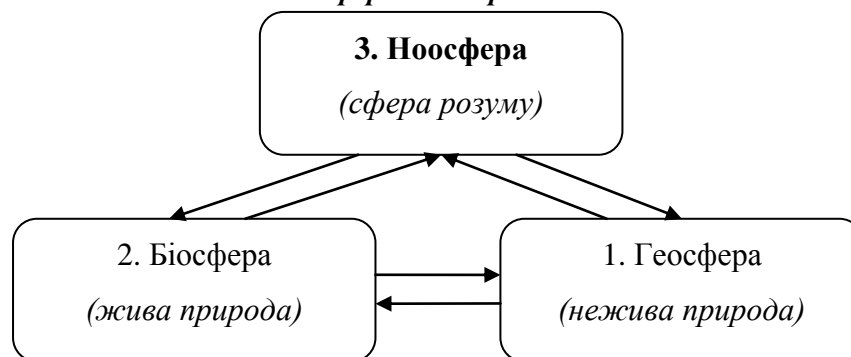 3. Ноосфера
(сфера розуму)
2. Біосфера
(жива природа)
1. Геосфера
(нежива природа)